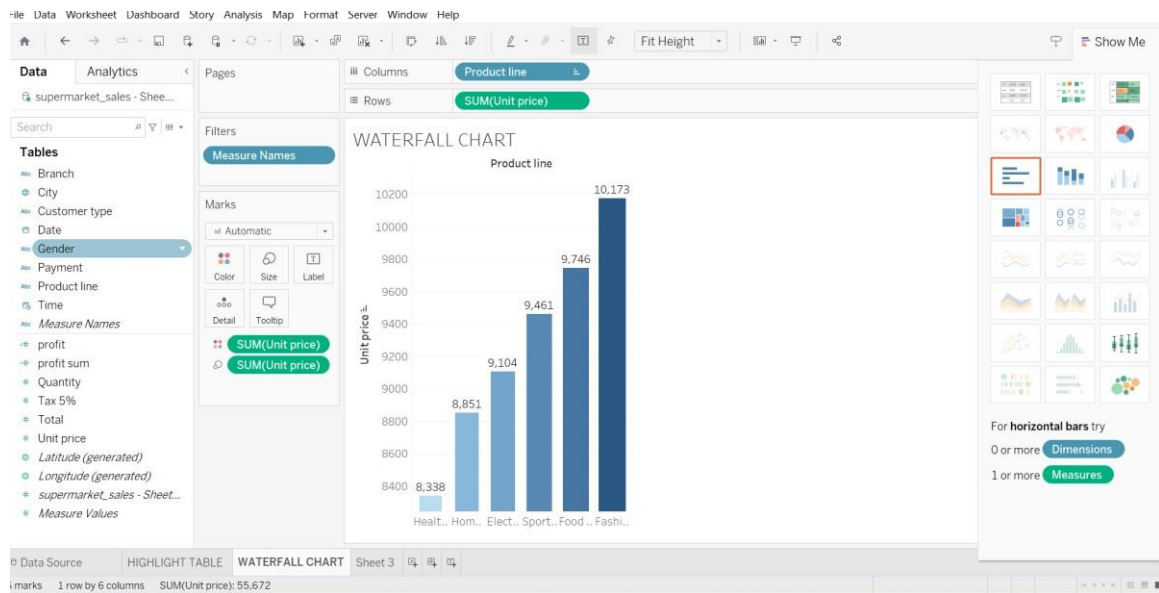 File Data Worksheet Dashboard Story Analysis Map Format Server Window Help
Fit Height
Show Me
Data Analytics
supermarket_sales - Shee...
Search
Tables
Abc Branch
City
Abc Customer type
Date
Abc Gender
Abc Payment
Abc Product line
Time
Abc Measure Names
profit
profit sum
Quantity
Tax 5%
Total
Unit price
Latitude (generated)
Longitude (generated)
supermarket_sales - Sheet...
Measure Values
Pages
Filters
Measure Names
Marks
Automatic
Color Size Label
Detail Tooltip
SUM(Unit price)
SUM(Unit price)
Columns Product line
Rows SUM(Unit price)
WATERFALL CHART
Product line
Unit price
10200
10000
9800
9600
9400
9200
9000
8800
8600
8400
8,338
8,851
9,104
9,461
9,746
10,173
Healt.. Hom.. Elect.. Sport.. Food .. Fashi..
For horizontal bars try
0 or more Dimensions
1 or more Measures
Data Source HIGHLIGHT TABLE WATERFALL CHART Sheet 3
marks 1 row by 6 columns SUM(Unit price): 55,672